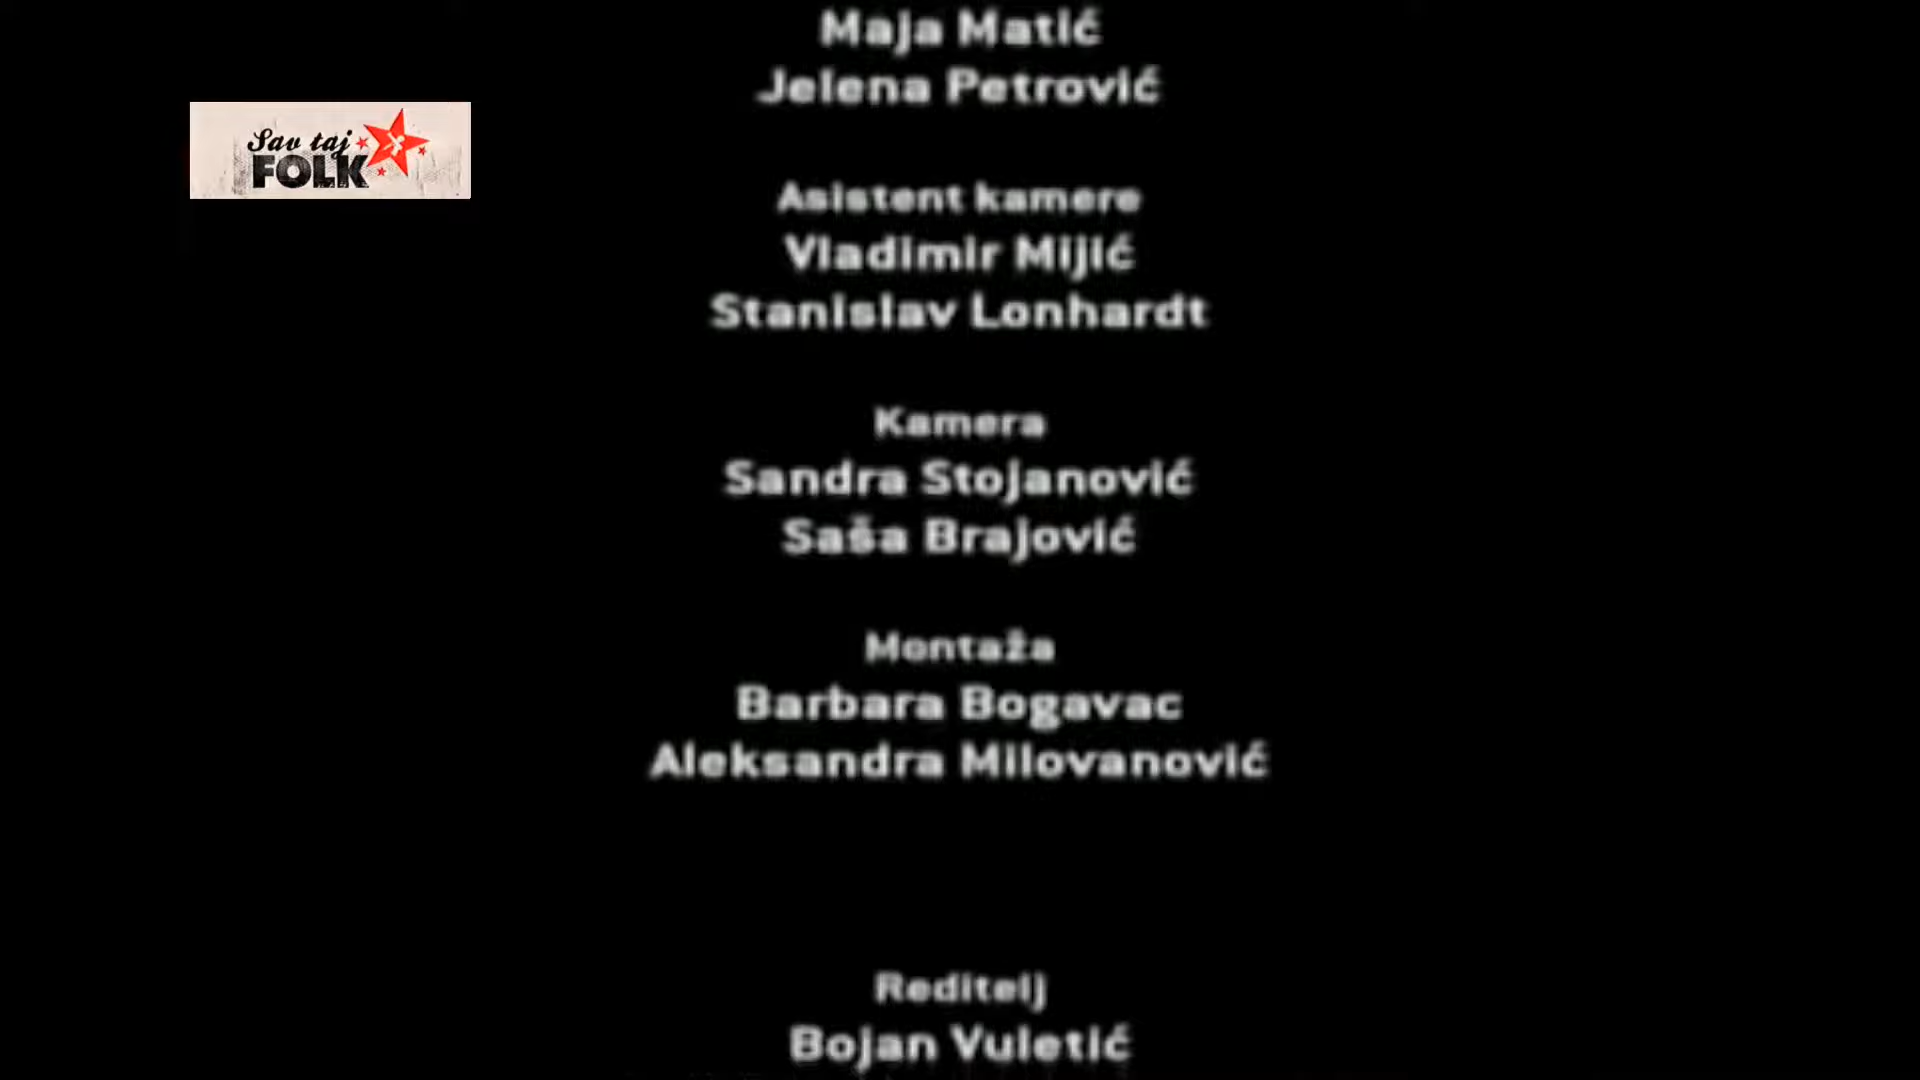 Maja Matić
Jelena Petrović
Sav taj
FOLK
Asistent kamere
Vladimir Mijić
Stanislav Lonhardt
Kamera
Sandra Stojanović
Saša Brajović
Montaža
Barbara Bogavac
Aleksandra Milovanović
Reditelj
Bojan Vuletić